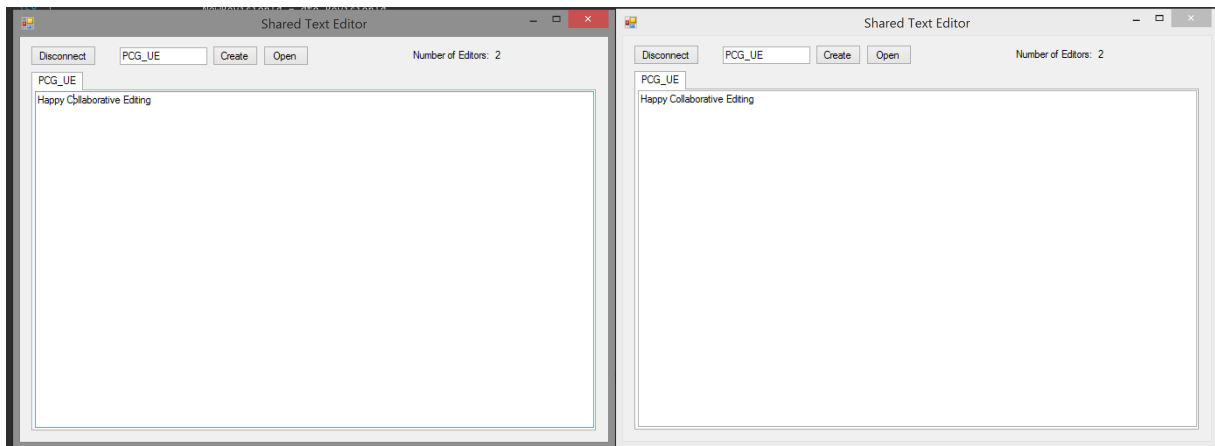 Shared Text Editor
Disconnect PCG_UE Create Open Number of Editors: 2
PCG_UE
Happy Collaborative Editing
Shared Text Editor
Disconnect PCG_UE Create Open Number of Editors: 2
PCG_UE
Happy Collaborative Editing